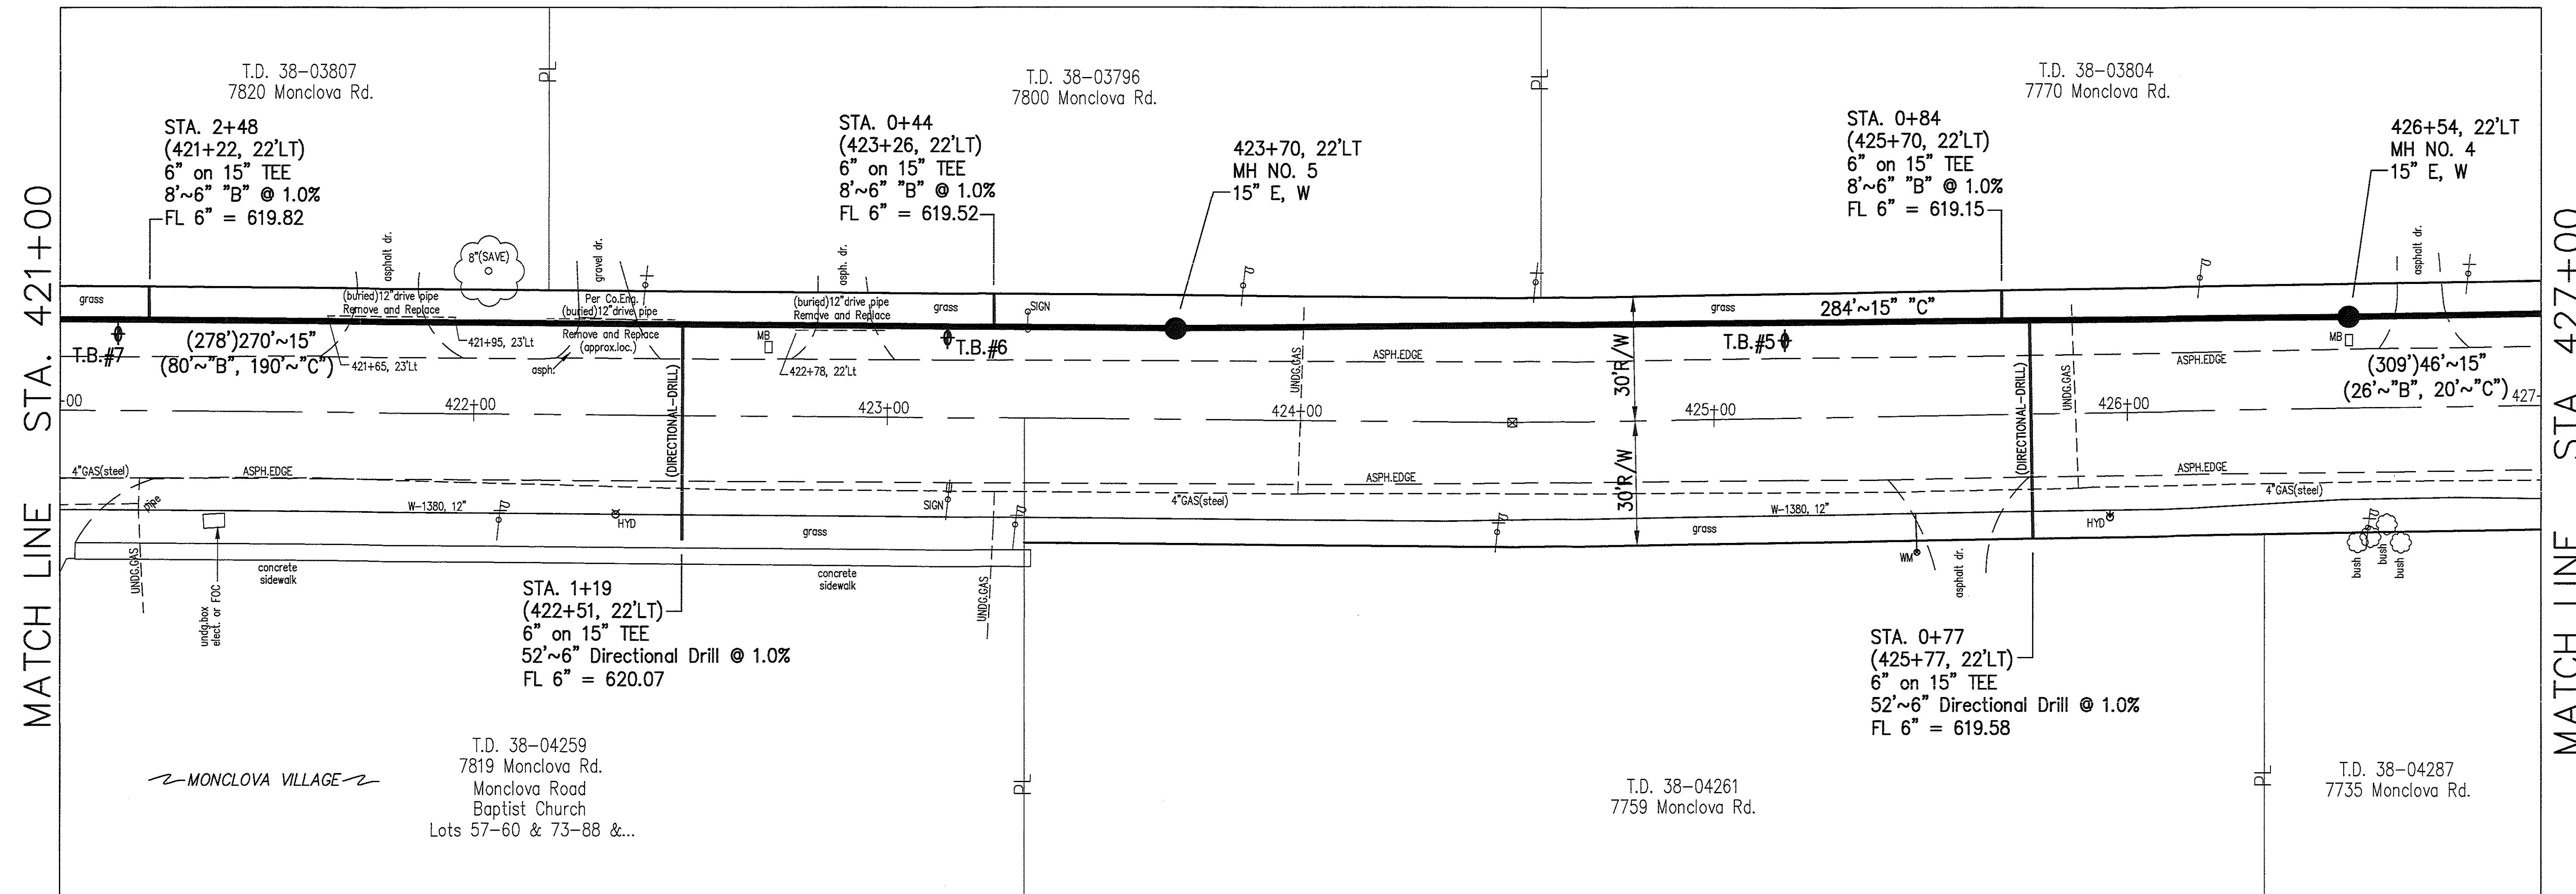 MATCH LINE STA. 421+00
T.D. 38-03807
7820 Monclova Rd.
PL
T.D. 38-03796
7800 Monclova Rd.
PL
T.D. 38-03804
7770 Monclova Rd.
STA. 2+48
(421+22, 22'LT)
6" on 15" TEE
8'~6" "B" @ 1.0%
FL 6" = 619.82
STA. 0+44
(423+26, 22'LT)
6" on 15" TEE
8'~6" "B" @ 1.0%
FL 6" = 619.52
423+70, 22'LT
MH NO. 5
15" E, W
STA. 0+84
(425+70, 22'LT)
6" on 15" TEE
8'~6" "B" @ 1.0%
FL 6" = 619.15
426+54, 22'LT
MH NO. 4
15" E, W
MATCH LINE STA. 427+00
asphalt dr.
8"(SAVE)
gravel dr.
asph. dr.
asphalt dr.
grass
(buried)12"drive pipe
Remove and Replace
Per Co.Eng.
(buried)12"drive pipe
Remove and Replace
(approx.loc.)
(buried)12"drive pipe
Remove and Replace
grass
SIGN
grass
284'~15" "C"
T.B.#7
(278')270'~15"
(80'~"B", 190'~"C")
421+95, 23'Lt
421+65, 23'Lt
asph.
MB
422+78, 22'Lt
T.B.#6
T.B.#5
MB
(309')46'~15"
(26'~"B", 20'~"C")
ASPH.EDGE
ASPH.EDGE
UNDG.GAS
30'R/W
30'R/W
(DIRECTIONAL-DRILL)
(DIRECTIONAL-DRILL)
UNDG.GAS
00
422+00
423+00
424+00
425+00
426+00
427
4"GAS(steel)
ASPH.EDGE
ASPH.EDGE
ASPH.EDGE
4"GAS(steel)
4"GAS(steel)
pipe
W-1380, 12"
HYD
SIGN
W-1380, 12"
HYD
grass
grass
WM
asphalt dr.
bush
bush
bush
UNDG.GAS
undg.box
elect. or FOC
concrete
sidewalk
concrete
sidewalk
UNDG.GAS
STA. 1+19
(422+51, 22'LT)
6" on 15" TEE
52'~6" Directional Drill @ 1.0%
FL 6" = 620.07
STA. 0+77
(425+77, 22'LT)
6" on 15" TEE
52'~6" Directional Drill @ 1.0%
FL 6" = 619.58
MONCLOVA VILLAGE
T.D. 38-04259
7819 Monclova Rd.
Monclova Road
Baptist Church
Lots 57-60 & 73-88 &...
PL
T.D. 38-04261
7759 Monclova Rd.
PL
T.D. 38-04287
7735 Monclova Rd.